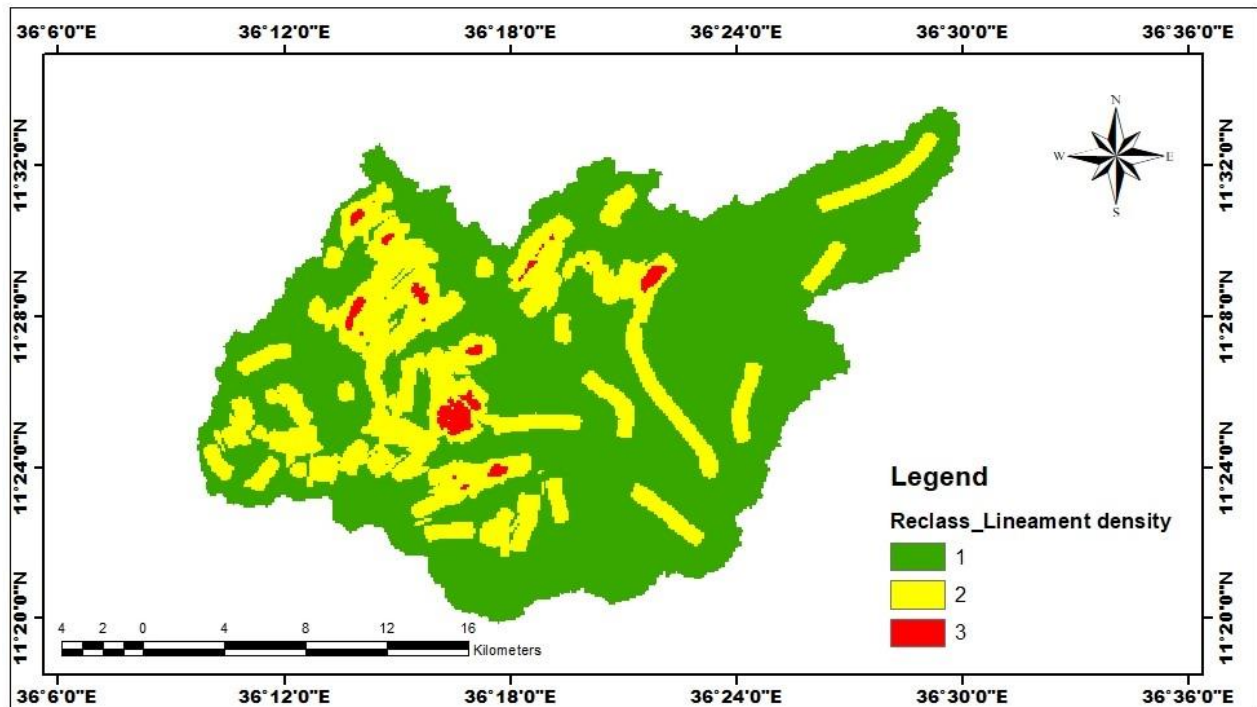 36°6'0"E 36°12'0"E 36°18'0"E 36°24'0"E 36°30'0"E 36°36'0"E
N
W E
S
11°32'0"N 11°32'0"N
11°28'0"N 11°28'0"N
11°24'0"N 11°24'0"N
11°20'0"N 11°20'0"N
Legend
Reclass_Lineament density
1
2
3
4 2 0 4 8 12 16
Kilometers
36°6'0"E 36°12'0"E 36°18'0"E 36°24'0"E 36°30'0"E 36°36'0"E